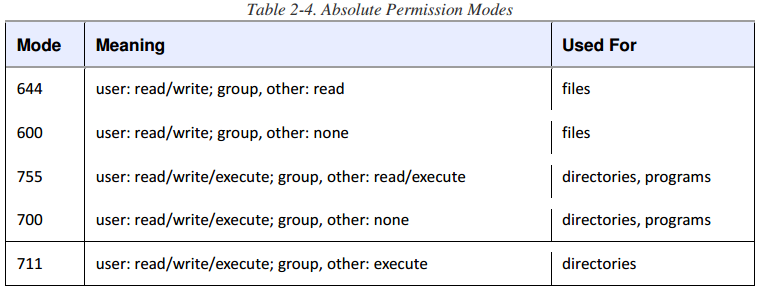 Table 2-4. Absolute Permission Modes
Mode Meaning Used For
644 user: read/write; group, other: read files
600 user: read/write; group, other: none files
755 user: read/write/execute; group, other: read/execute directories, programs
700 user: read/write/execute; group, other: none directories, programs
711 user: read/write/execute; group, other: execute directories